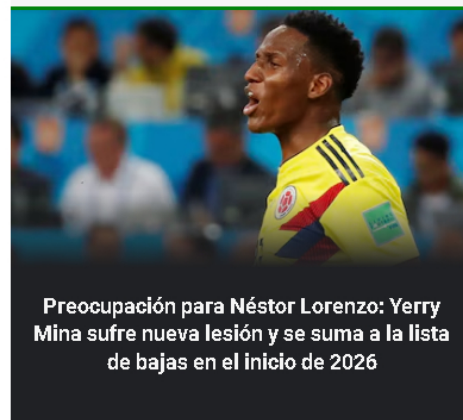 Preocupación para Néstor Lorenzo: Yerry
Mina sufre nueva lesión y se suma a la lista
de bajas en el inicio de 2026